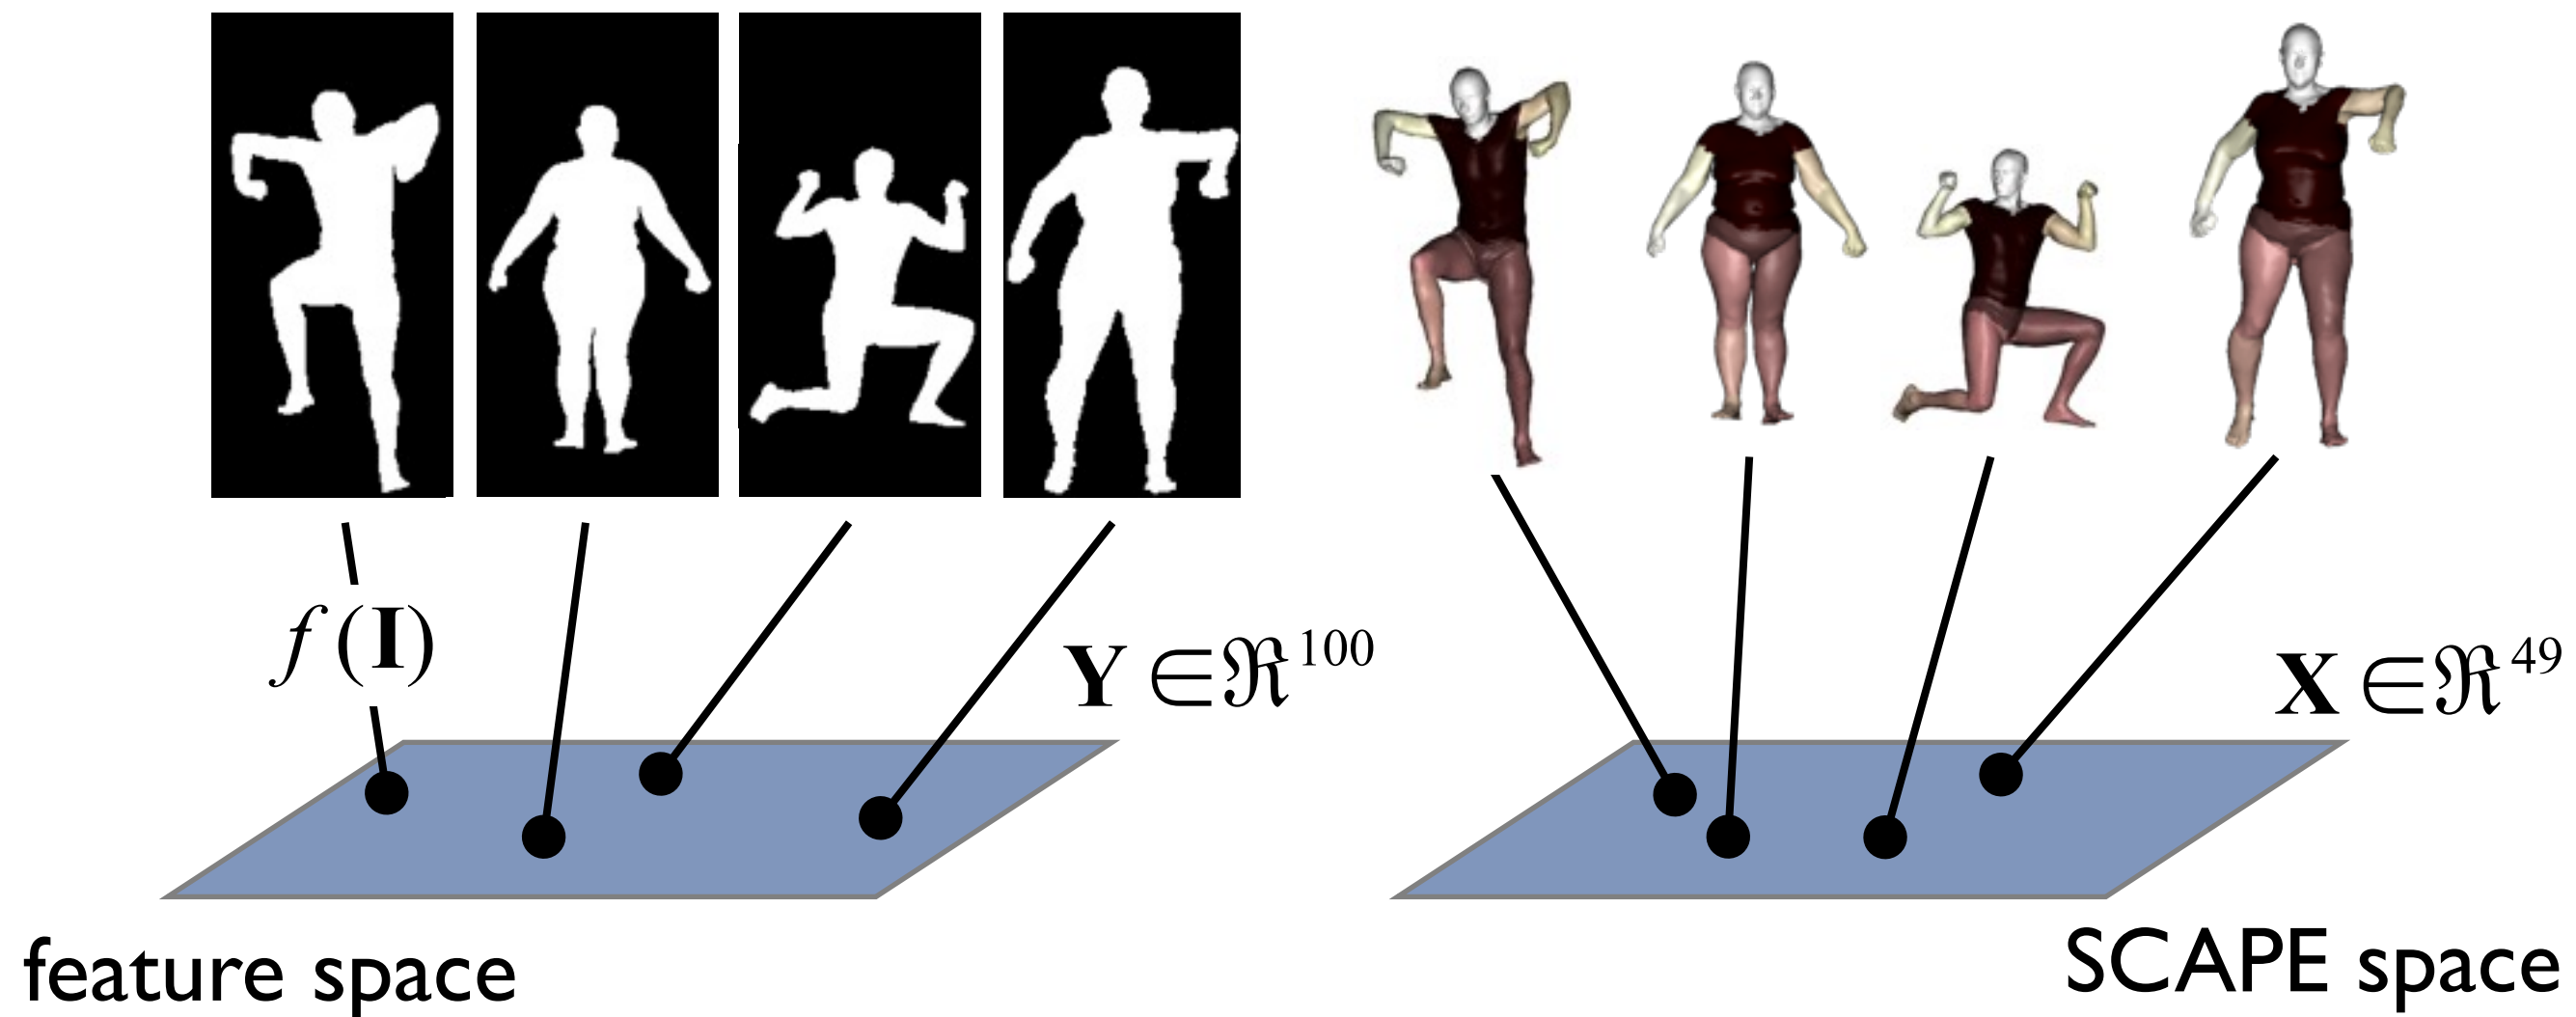 f (I)
Y ∈ ℜ^100
X ∈ ℜ^49
feature space
SCAPE space